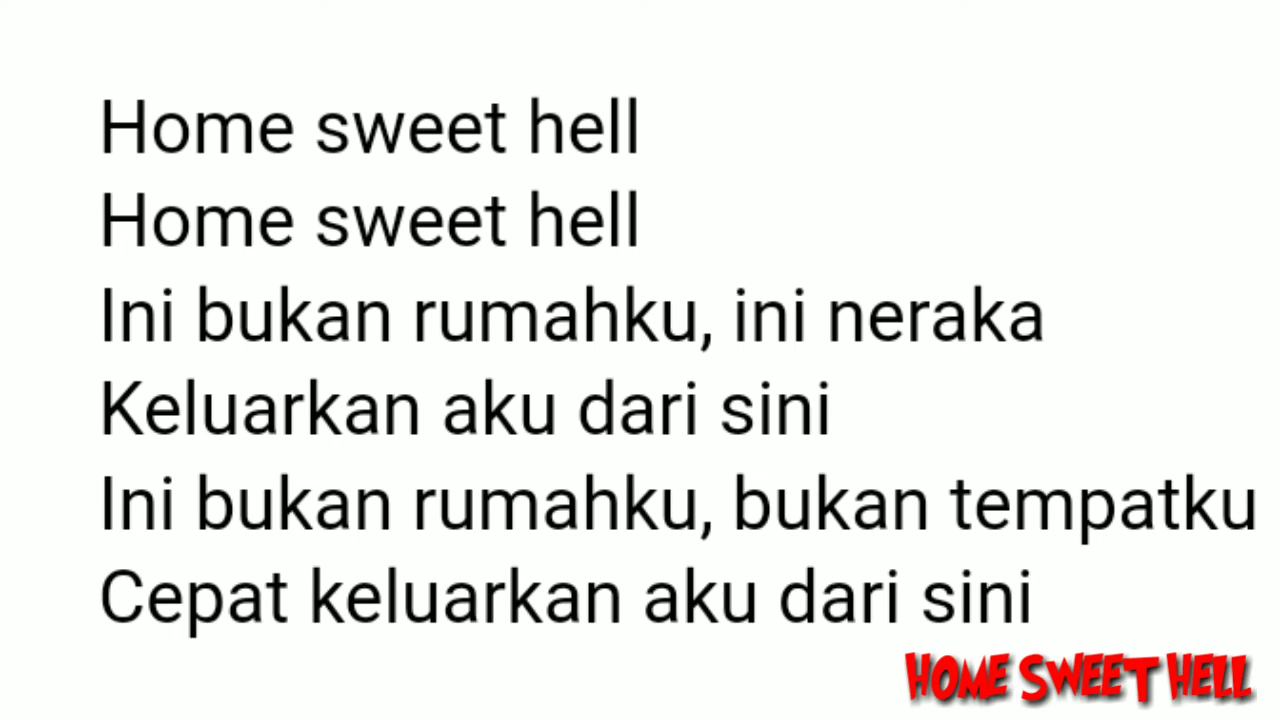 Home sweet hell
Home sweet hell
Ini bukan rumahku, ini neraka
Keluarkan aku dari sini
Ini bukan rumahku, bukan tempatku
Cepat keluarkan aku dari sini
HOME SWEET HELL